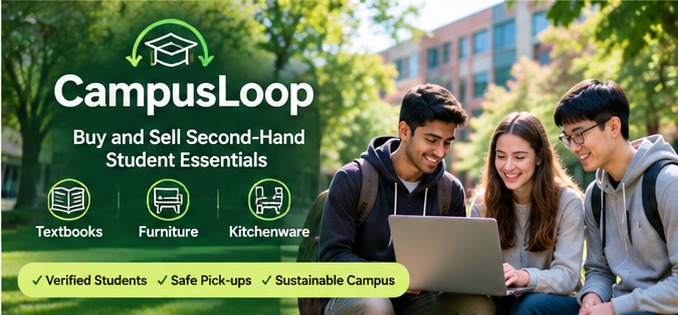 CampusLoop
Buy and Sell Second-Hand
Student Essentials
Textbooks
Furniture
Kitchenware
✓ Verified Students ✓ Safe Pick-ups ✓ Sustainable Campus